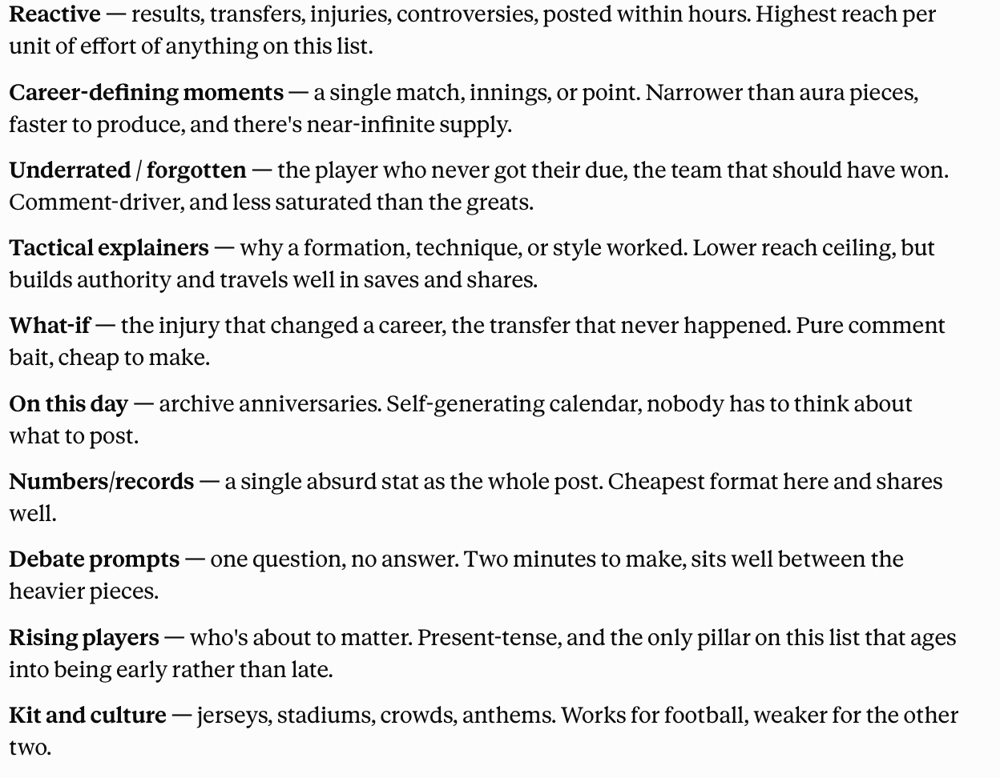 Reactive — results, transfers, injuries, controversies, posted within hours. Highest reach per
unit of effort of anything on this list.
Career-defining moments — a single match, innings, or point. Narrower than aura pieces,
faster to produce, and there's near-infinite supply.
Underrated / forgotten — the player who never got their due, the team that should have won.
Comment-driver, and less saturated than the greats.
Tactical explainers — why a formation, technique, or style worked. Lower reach ceiling, but
builds authority and travels well in saves and shares.
What-if — the injury that changed a career, the transfer that never happened. Pure comment
bait, cheap to make.
On this day — archive anniversaries. Self-generating calendar, nobody has to think about
what to post.
Numbers/records — a single absurd stat as the whole post. Cheapest format here and shares
well.
Debate prompts — one question, no answer. Two minutes to make, sits well between the
heavier pieces.
Rising players — who's about to matter. Present-tense, and the only pillar on this list that ages
into being early rather than late.
Kit and culture — jerseys, stadiums, crowds, anthems. Works for football, weaker for the other
two.